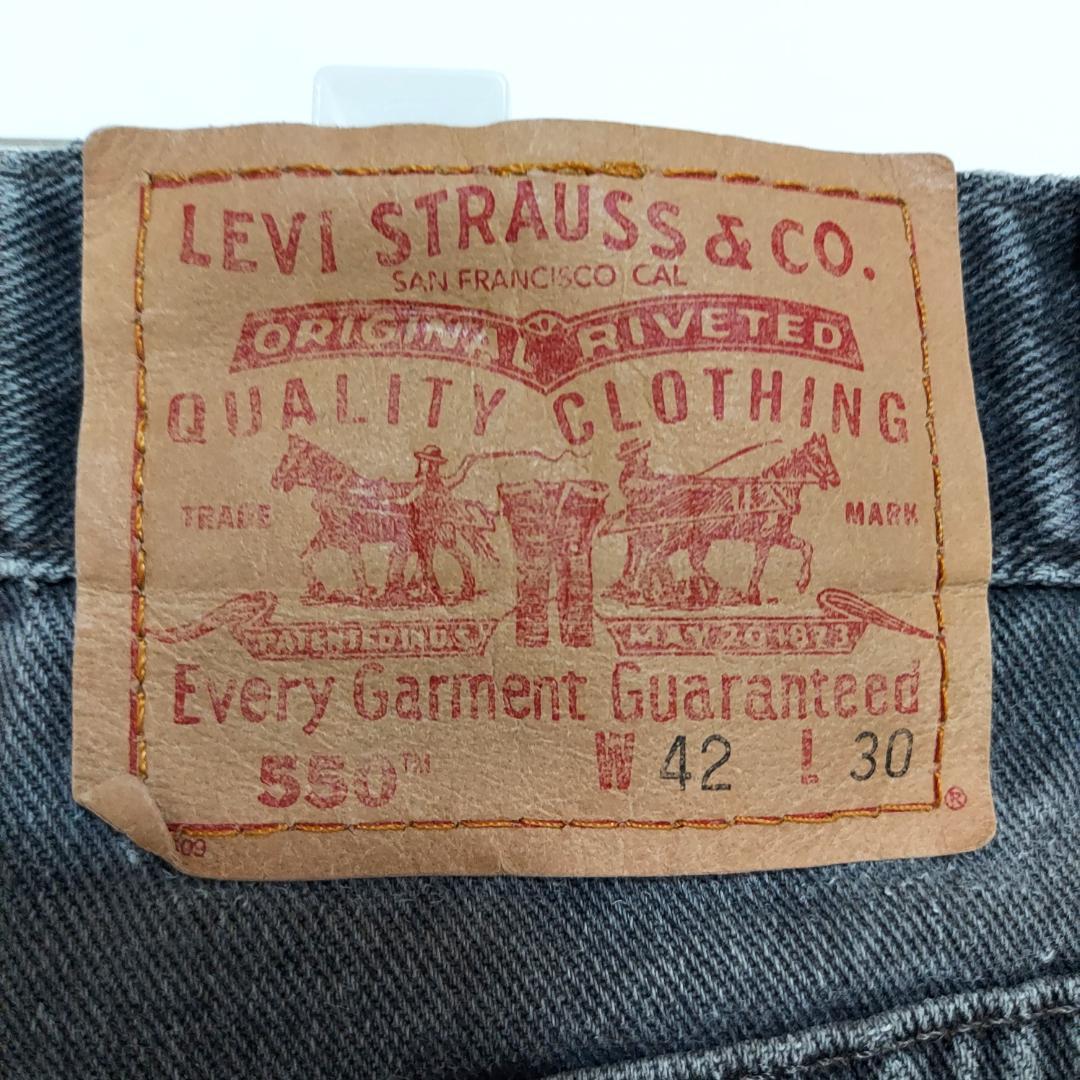 LEVI STRAUSS & CO.
SAN FRANCISCO CAL
ORIGINAL RIVETED
QUALITY CLOTHING
TRADE MARK
PATENTED IN U S MAY 20 1873
Every Garment Guaranteed
550™ W 42 L 30
®